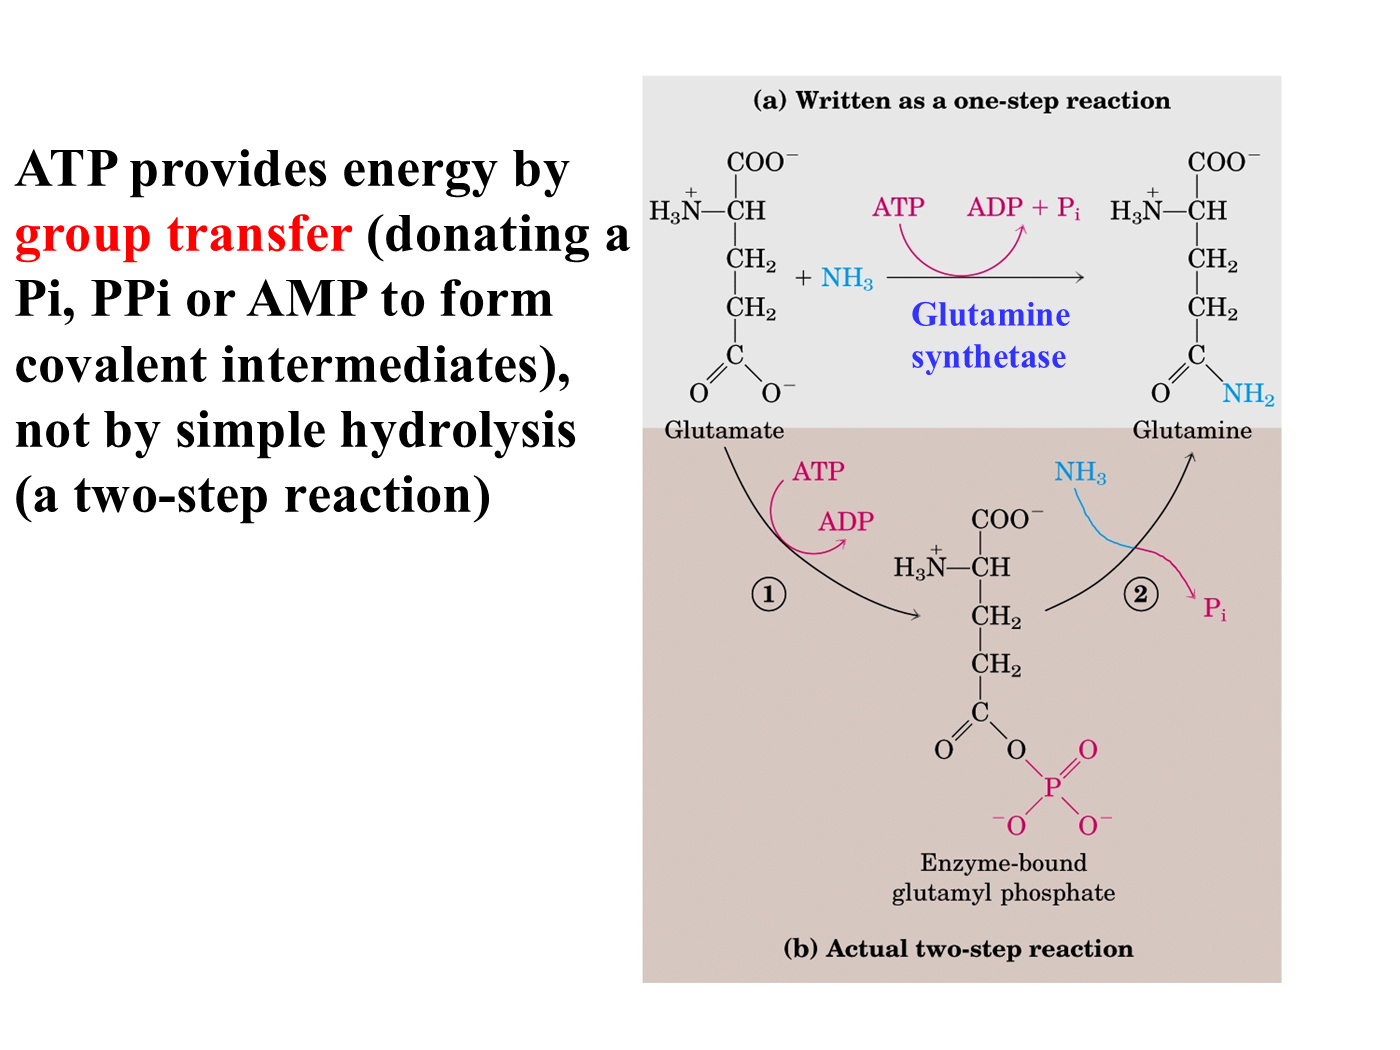 ATP provides energy by
group transfer (donating a
Pi, PPi or AMP to form
covalent intermediates),
not by simple hydrolysis
(a two-step reaction)
(a) Written as a one-step reaction
COO⁻
H₃N⁺—CH
CH₂
CH₂
C
O O⁻
Glutamate
+ NH₃
ATP ADP + Pᵢ
Glutamine
synthetase
COO⁻
H₃N⁺—CH
CH₂
CH₂
C
O NH₂
Glutamine
ATP
ADP
1
COO⁻
H₃N⁺—CH
CH₂
CH₂
C
O O O
P
⁻O O⁻
Enzyme-bound
glutamyl phosphate
NH₃
2
Pᵢ
(b) Actual two-step reaction